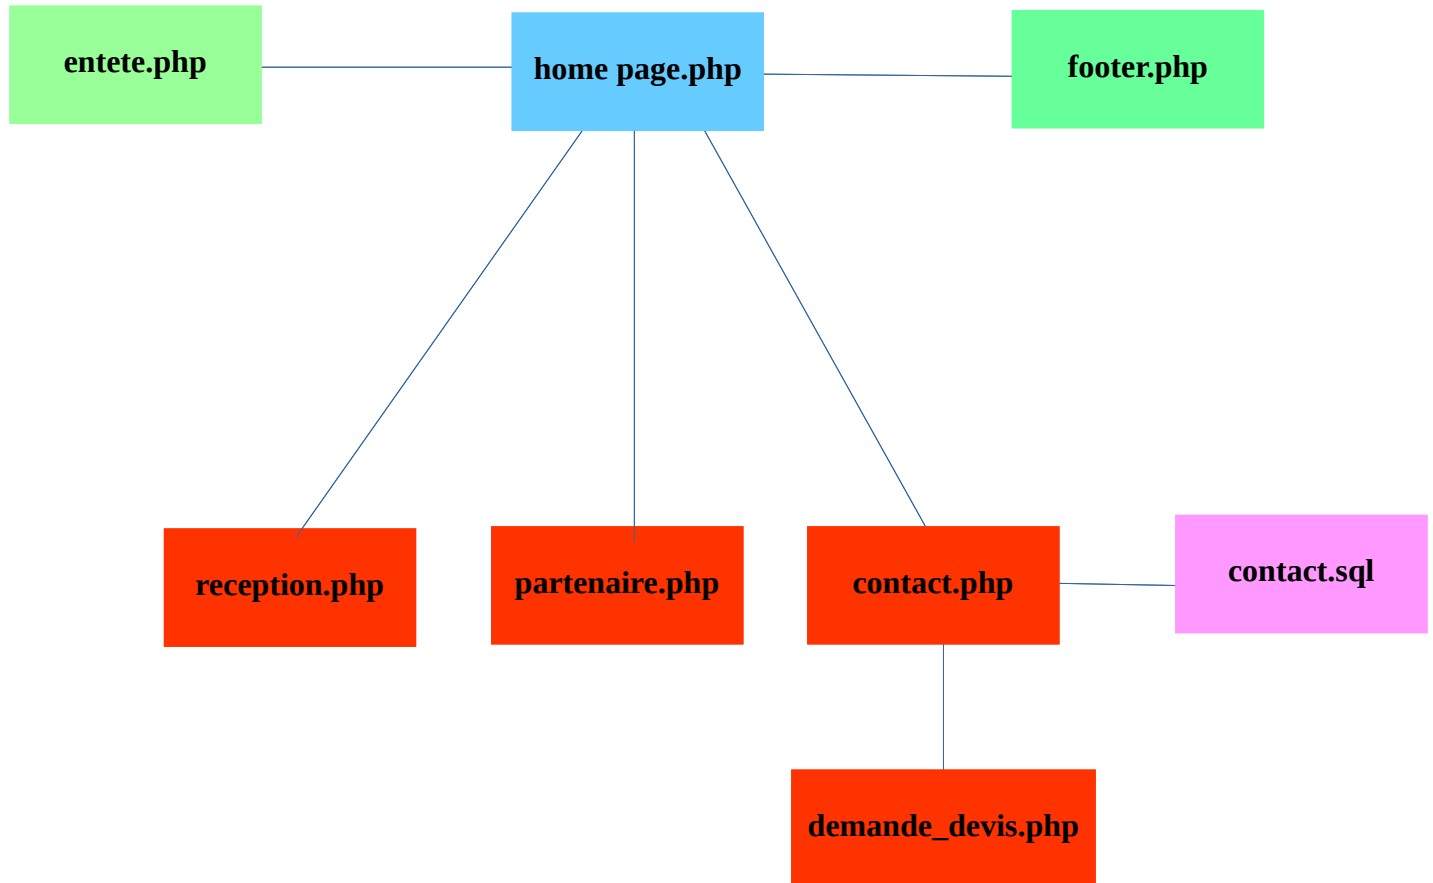 entete.php
home page.php
footer.php
reception.php
partenaire.php
contact.php
contact.sql
demande_devis.php